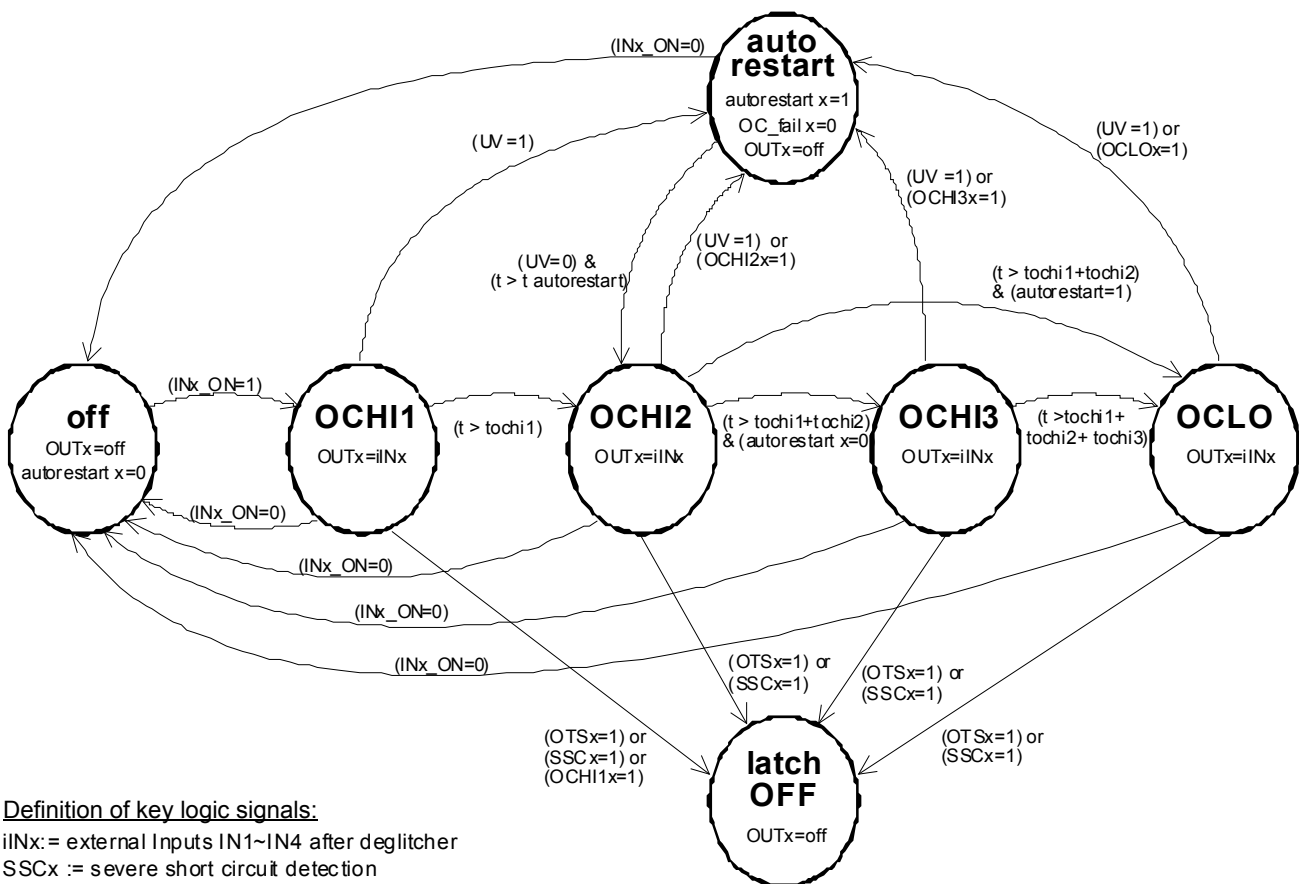 (INx_ON=0)
auto
restart
autorestart x=1
OC_fail x=0
OUTx=off
(UV=1)
(UV=1) or
(OCLOx=1)
(UV=1) or
(OCHI3x=1)
(UV=1) or
(OCHI2x=1)
(UV=0) &
(t > t autorestart)
(t > tochi1+tochi2)
& (autorestart=1)
off
OUTx=off
autorestart x=0
(INx_ON=1)
OCHI1
OUTx=iINx
(t > tochi1)
OCHI2
OUTx=iINx
(t > tochi1+tochi2)
& (autorestart x=0)
OCHI3
OUTx=iINx
(t >tochi1+
tochi2+ tochi3)
OCLO
OUTx=iINx
(INx_ON=0)
(INx_ON=0)
(INx_ON=0)
(INx_ON=0)
(OTSx=1) or
(SSCx=1) or
(OCHI1x=1)
(OTSx=1) or
(SSCx=1)
(OTSx=1) or
(SSCx=1)
(OTSx=1) or
(SSCx=1)
latch
OFF
OUTx=off
Definition of key logic signals:
iINx:= external Inputs IN1~IN4 after deglitcher
SSCx := severe short circuit detection